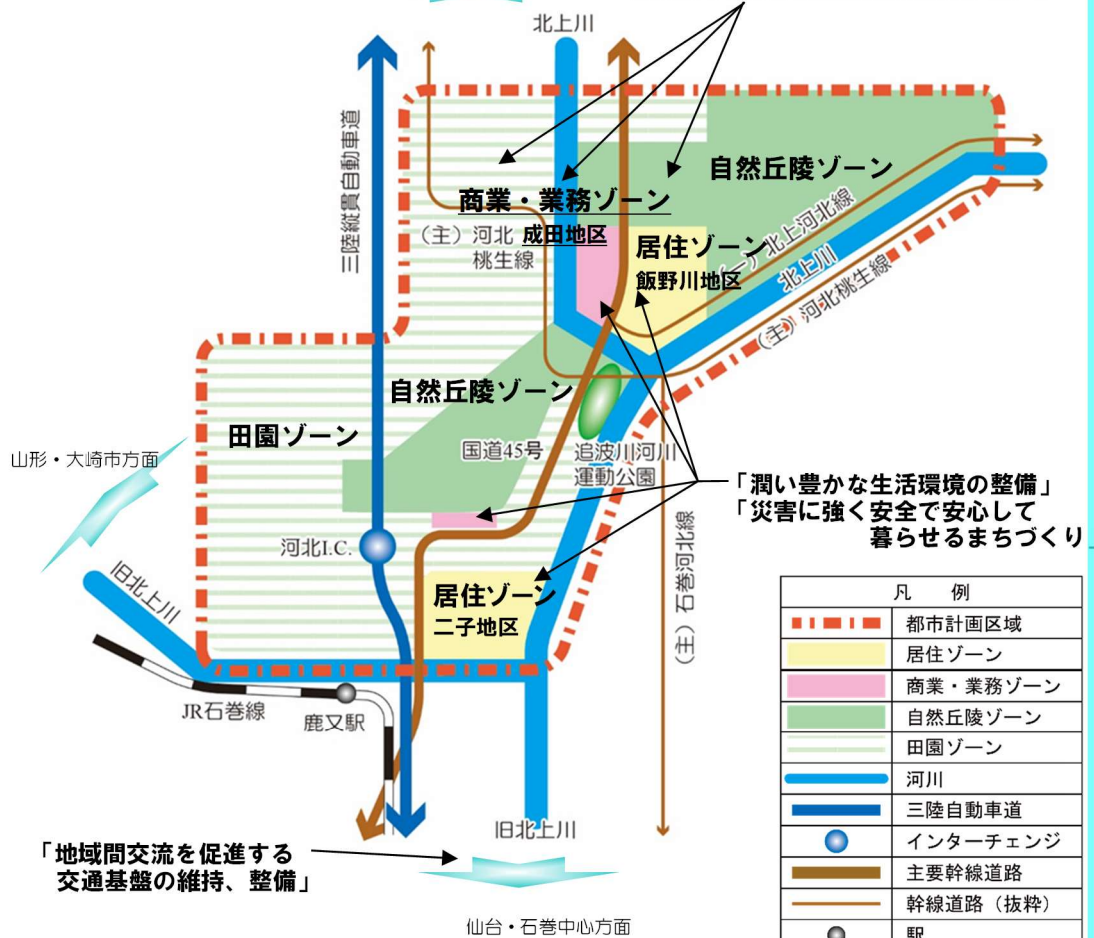 北上川
三陸縦貫自動車道
自然丘陵ゾーン
商業・業務ゾーン
（主）河北
桃生線
成田地区
居住ゾーン
飯野川地区
（一）北上河北線
北上川
（主）河北桃生線
自然丘陵ゾーン
田園ゾーン
山形・大崎市方面
国道45号
追波川河川
運動公園
「潤い豊かな生活環境の整備」
「災害に強く安全で安心して
暮らせるまちづくり
河北I.C.
旧北上川
居住ゾーン
二子地区
（主）石巻河北線
JR石巻線
鹿又駅
旧北上川
「地域間交流を促進する
交通基盤の維持、整備」
仙台・石巻中心方面
凡　例
都市計画区域
居住ゾーン
商業・業務ゾーン
自然丘陵ゾーン
田園ゾーン
河川
三陸自動車道
インターチェンジ
主要幹線道路
幹線道路（抜粋）
駅